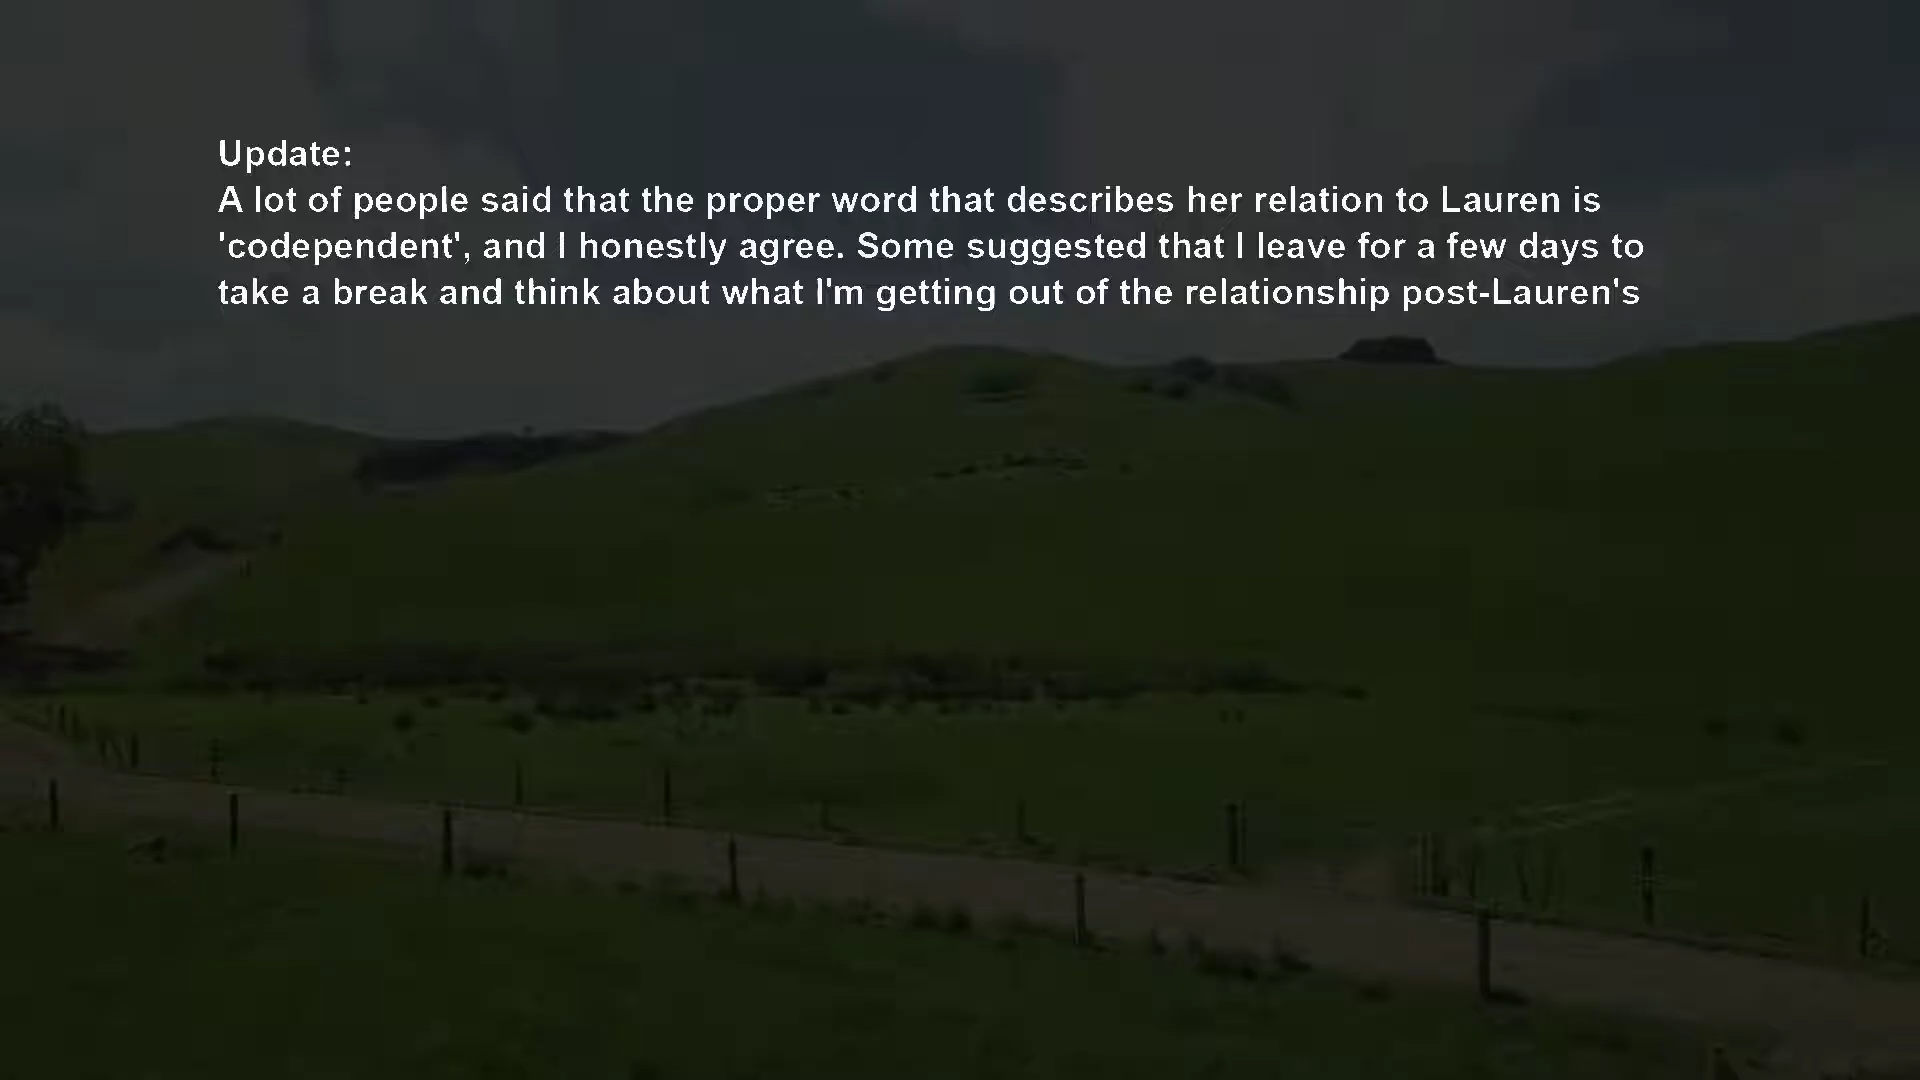 Update:
A lot of people said that the proper word that describes her relation to Lauren is
'codependent', and I honestly agree. Some suggested that I leave for a few days to
take a break and think about what I'm getting out of the relationship post-Lauren's